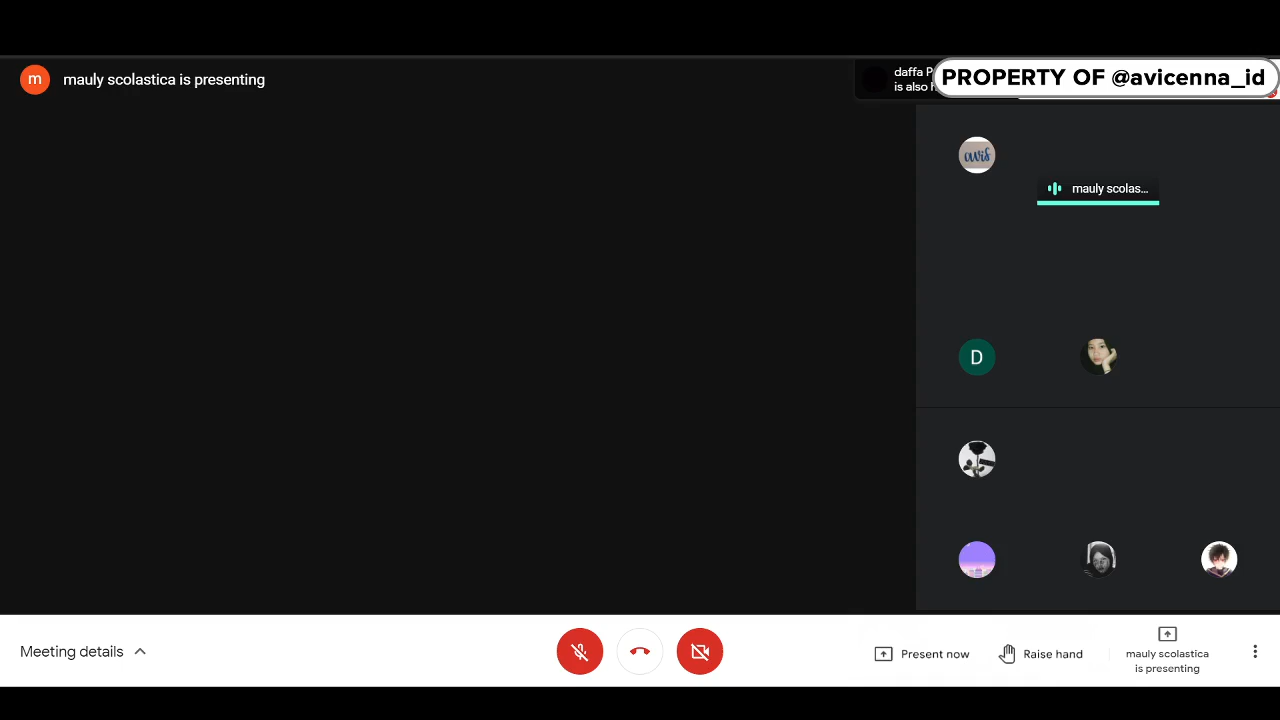 m
mauly scolastica is presenting
daffa P
is also
PROPERTY OF @avicenna_id
awis
mauly scolas...
D
Meeting details
Present now
Raise hand
mauly scolastica
is presenting